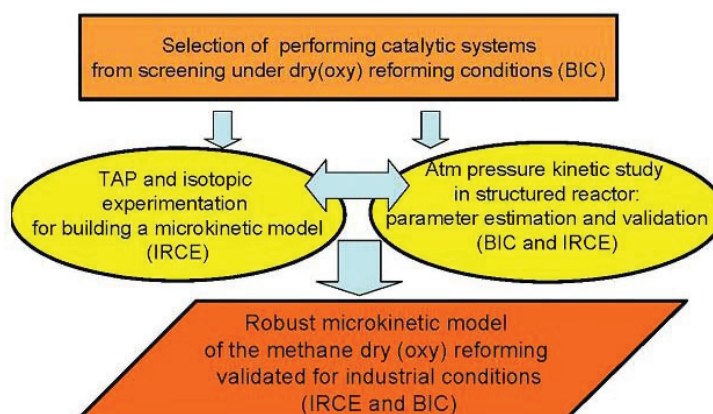 Selection of performing catalytic systems
from screening under dry(oxy) reforming conditions (BIC)
TAP and isotopic
experimentation
for building a microkinetic model
(IRCE)
Atm pressure kinetic study
in structured reactor:
parameter estimation and validation
(BIC and IRCE)
Robust microkinetic model
of the methane dry (oxy) reforming
validated for industrial conditions
(IRCE and BIC)